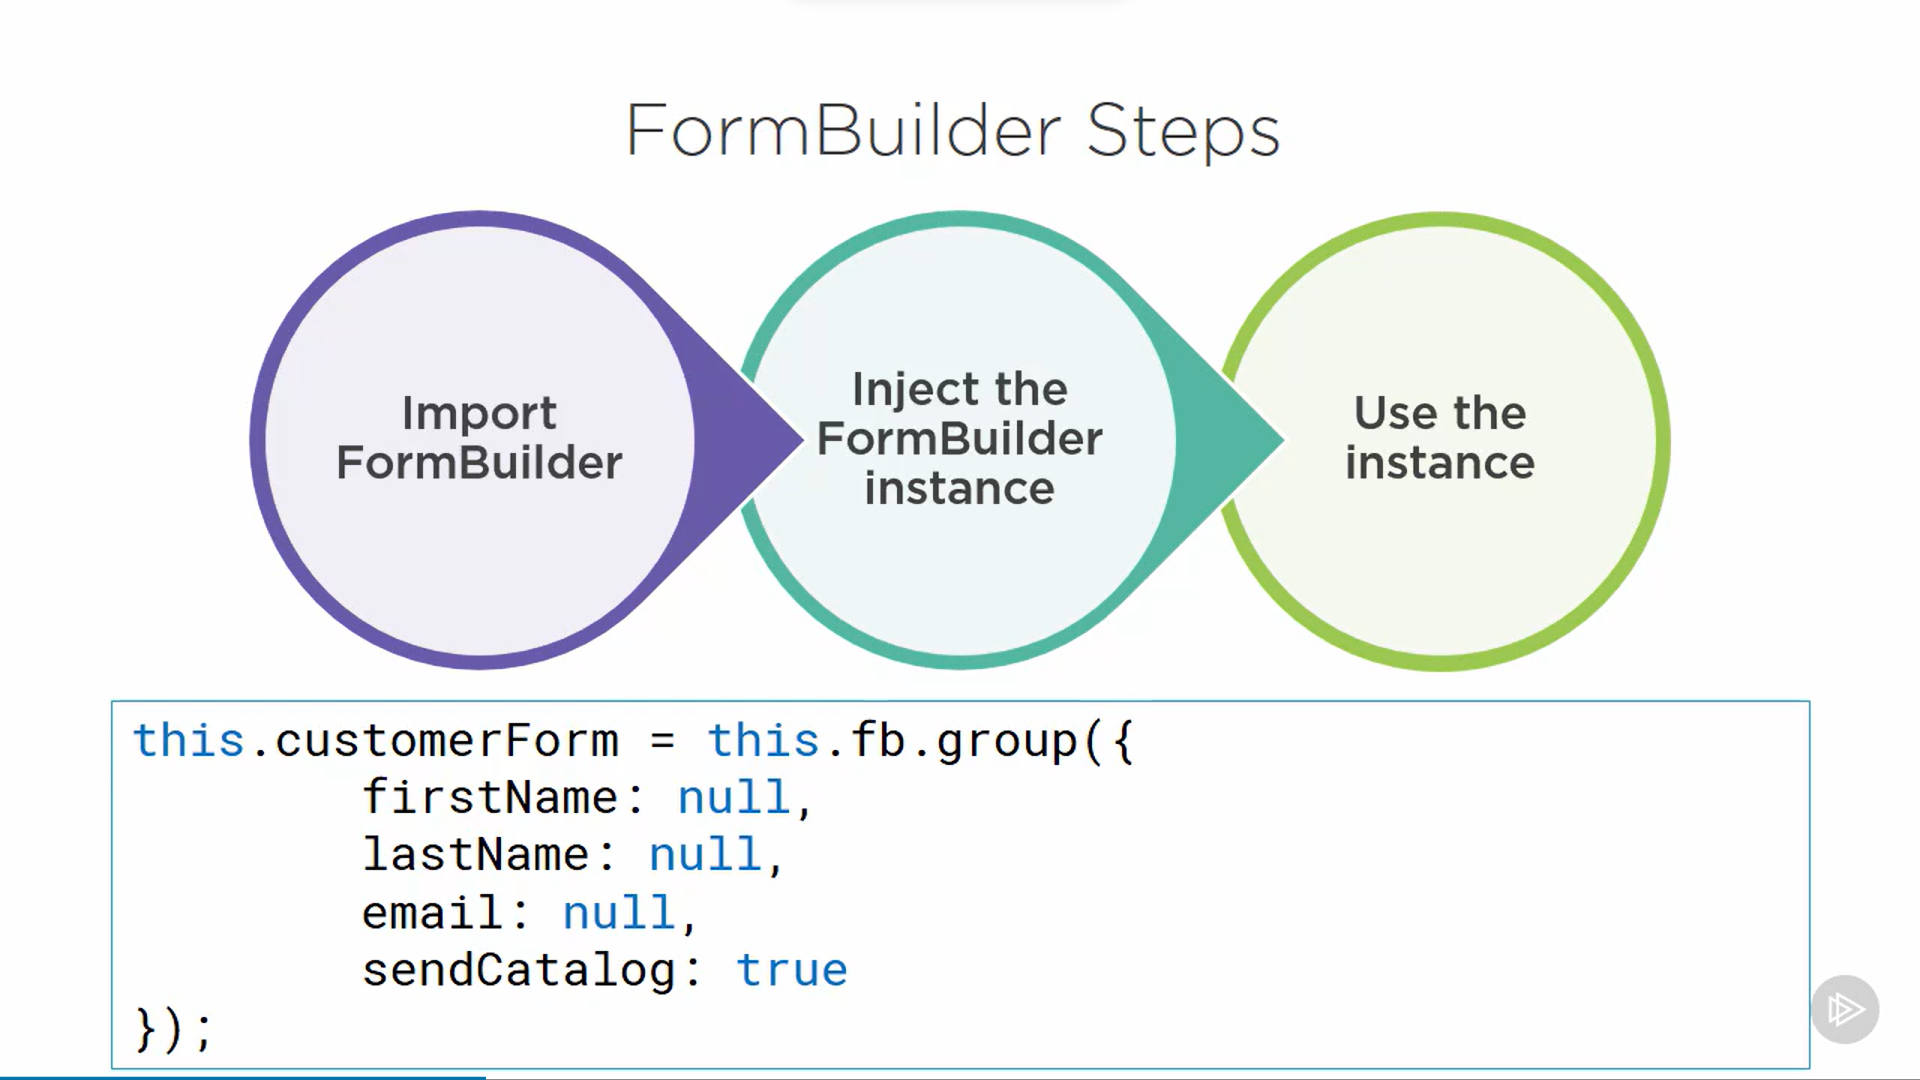 FormBuilder Steps
Import
FormBuilder
Inject the
FormBuilder
instance
Use the
instance
this.customerForm = this.fb.group({
        firstName: null,
        lastName: null,
        email: null,
        sendCatalog: true
});